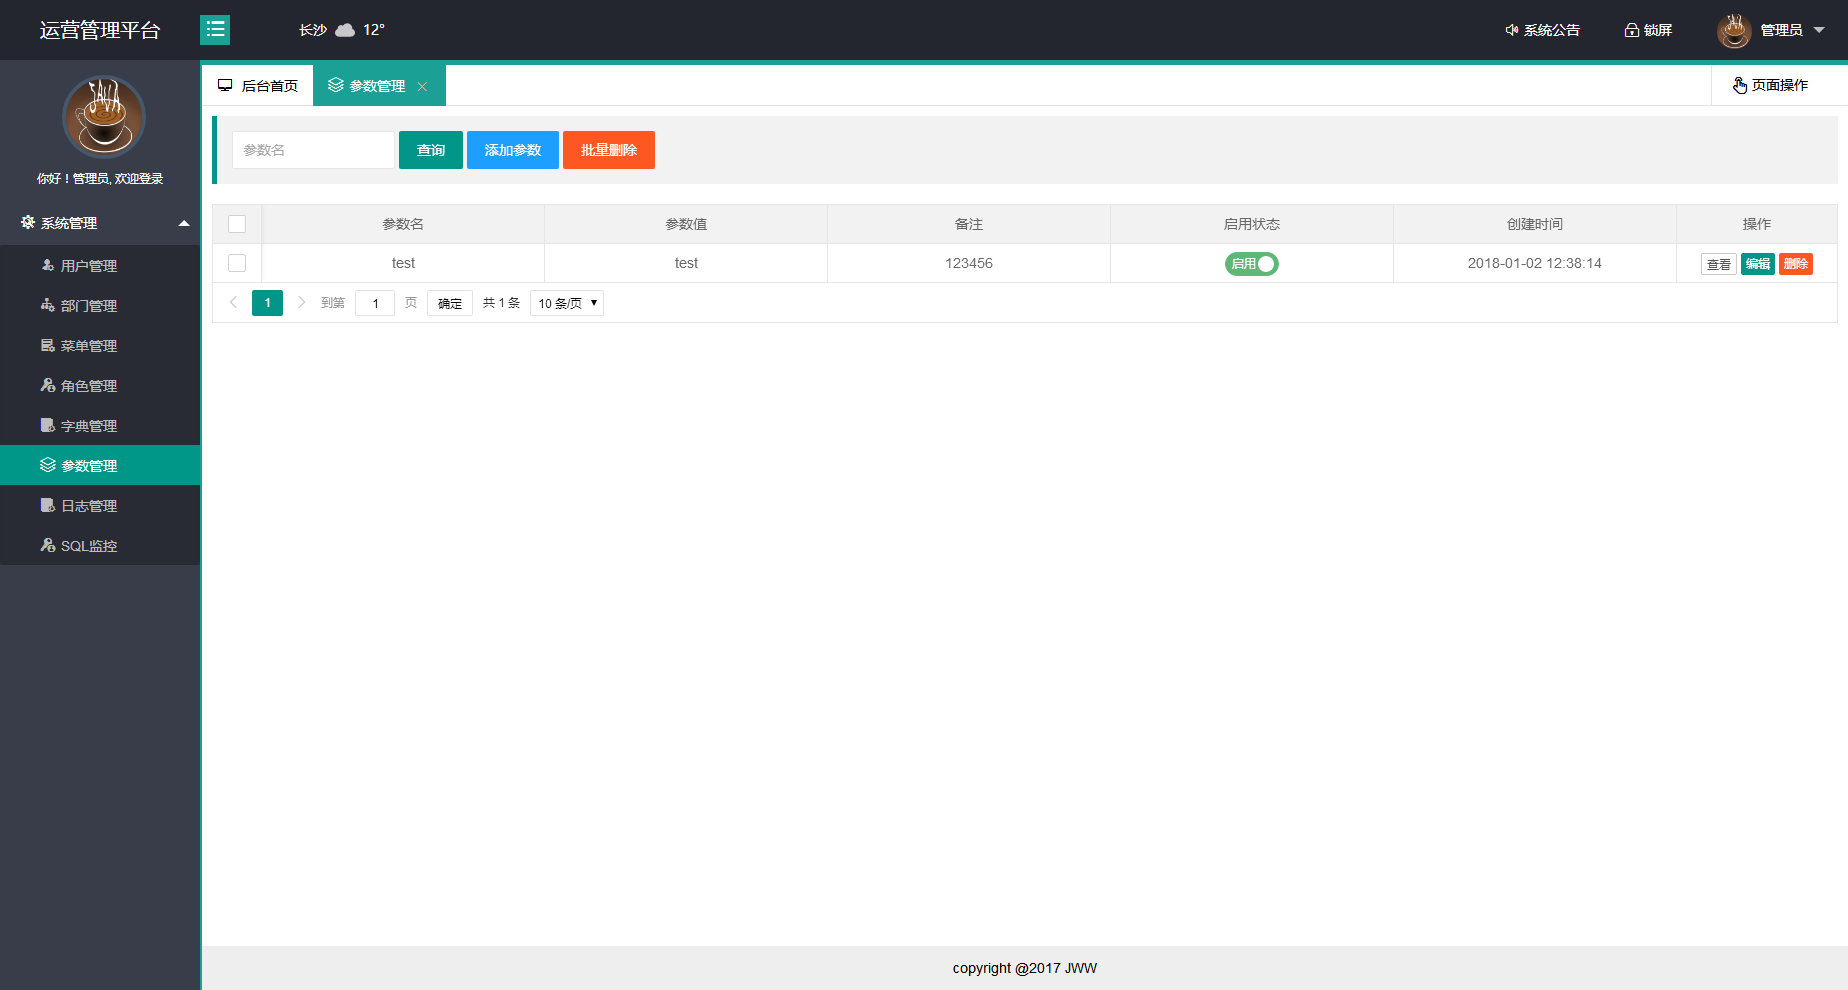 运营管理平台
长沙 12°
系统公告
锁屏
管理员
JAVA
你好！管理员, 欢迎登录
系统管理
用户管理
部门管理
菜单管理
角色管理
字典管理
参数管理
日志管理
SQL监控
后台首页
参数管理
页面操作
参数名 查询 添加参数 批量删除
参数名 参数值 备注 启用状态 创建时间 操作
test test 123456 启用 2018-01-02 12:38:14 查看 编辑 删除
1 到第 1 页 确定 共 1 条 10 条/页
copyright @2017 JWW